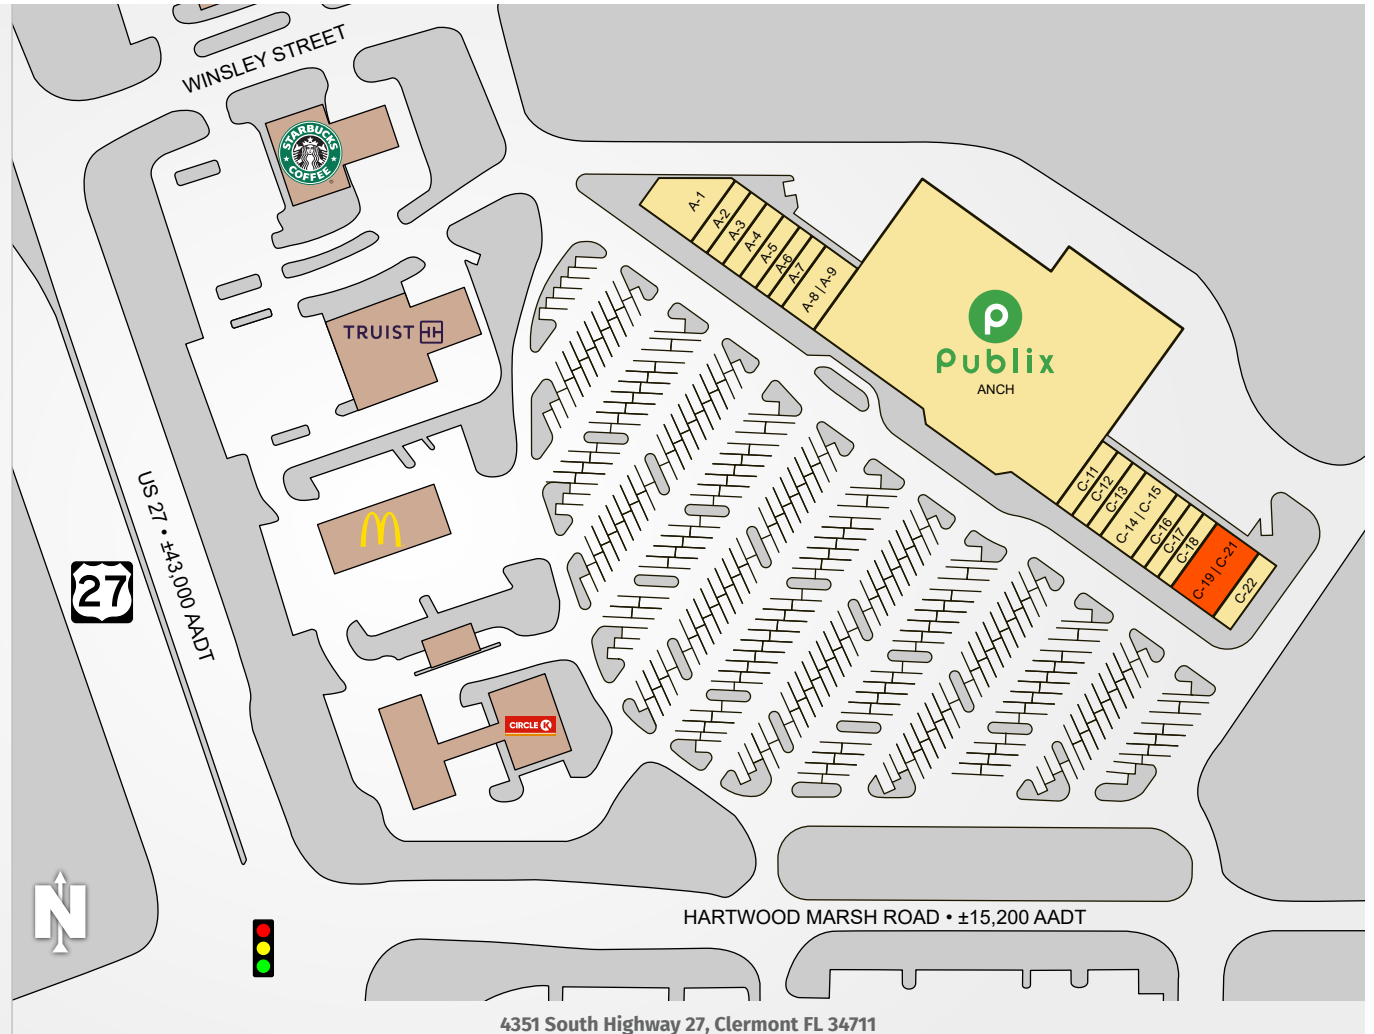 WINSLEY STREET
STARBUCKS
COFFEE
A-1
A-2
A-3
A-4
A-5
A-6
A-7
A-8 | A-9
Publix
ANCH
TRUIST
C-11
C-12
C-13
C-14 | C-15
C-16
C-17
C-18
C-19 | C-21
C-22
US 27 • ±43,000 AADT
27
CIRCLE K
N
HARTWOOD MARSH ROAD • ±15,200 AADT
4351 South Highway 27, Clermont FL 34711